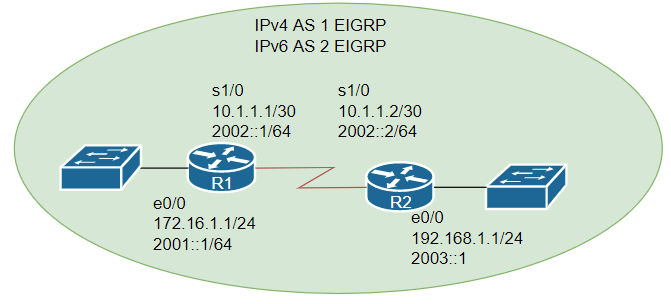 IPv4 AS 1 EIGRP
IPv6 AS 2 EIGRP
s1/0
10.1.1.1/30
2002::1/64
s1/0
10.1.1.2/30
2002::2/64
R1
R2
e0/0
172.16.1.1/24
2001::1/64
e0/0
192.168.1.1/24
2003::1